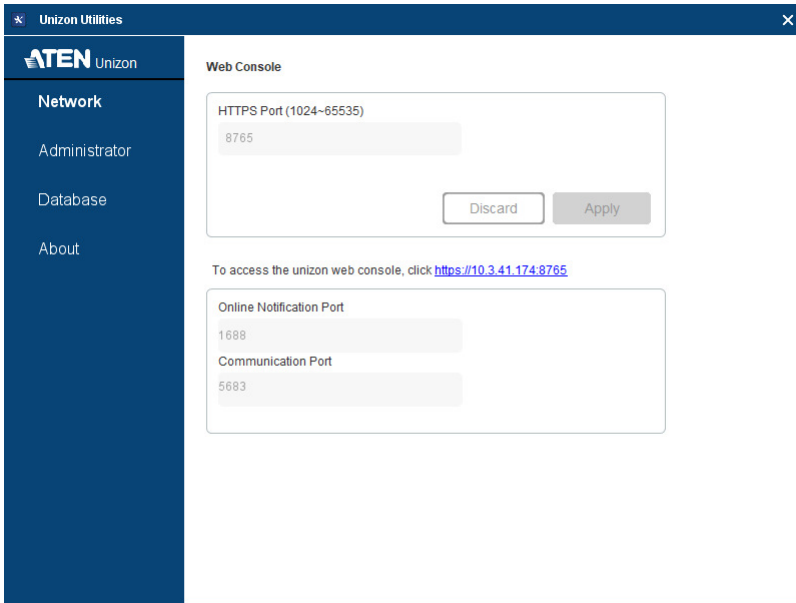 Unizon Utilities
ATEN Unizon
Network
Administrator
Database
About
Web Console
HTTPS Port (1024~65535)
8765
Discard
Apply
To access the unizon web console, click https://10.3.41.174:8765
Online Notification Port
1688
Communication Port
5683